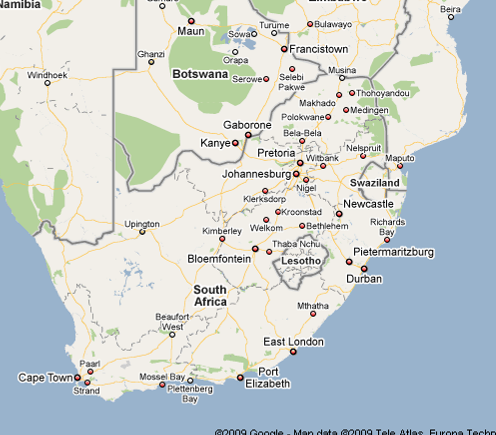 Namibia
Zimbabwe
Beira
Bulawayo
Turume
Maun
Sowa
Francistown
Orapa
Ghanzi
Botswana
Serowe
Selebi
Pakwe
Musina
Windhoek
Thohoyandou
Makhado
Medingen
Polokwane
Gaborone
Bela-Bela
Kanye
Nelspruit
Pretoria
Witbank
Maputo
Johannesburg
Nigel
Swaziland
Klerksdorp
Newcastle
Kroonstad
Richards
Bay
Upington
Kimberley
Welkom
Bethlehem
Thaba Nchu
Pietermaritzburg
Bloemfontein
Lesotho
Durban
South
Africa
Mthatha
Beaufort
West
East London
Paarl
Port
Elizabeth
Cape Town
Mossel Bay
Strand
Plettenberg
Bay
©2009 Google - Map data ©2009 Tele Atlas, Europa Techn